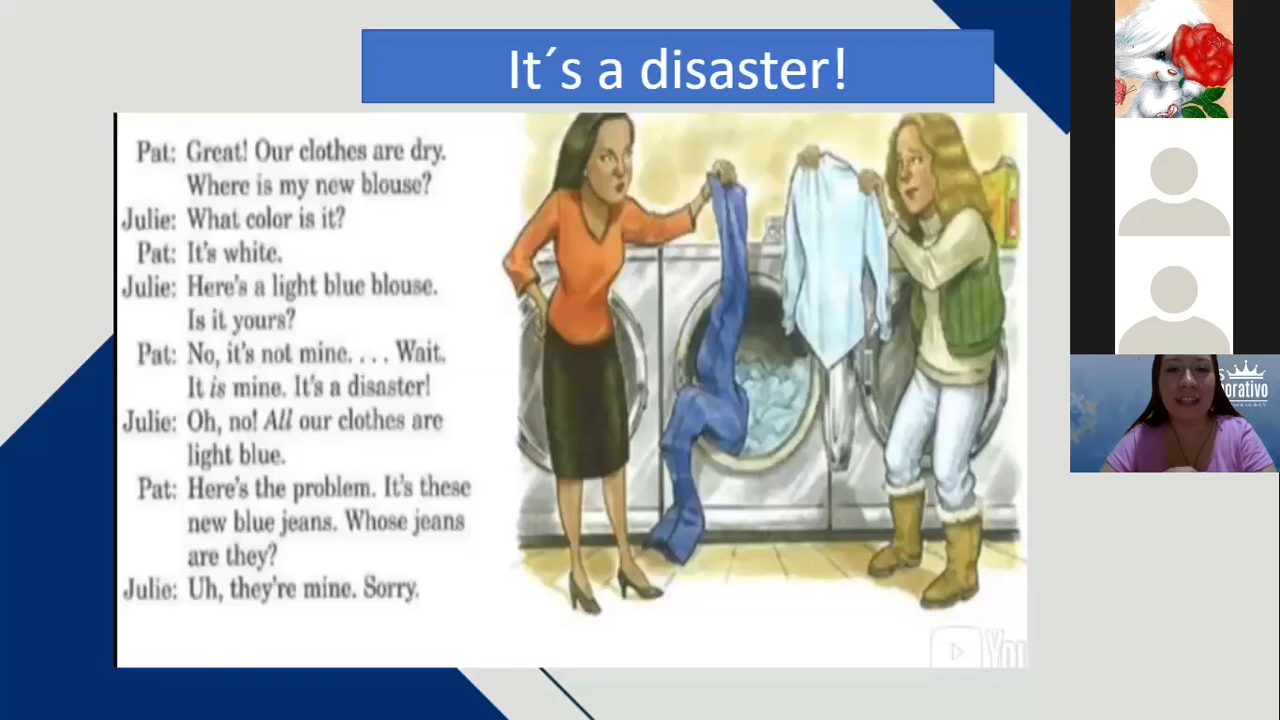 It´s a disaster!
Pat: Great! Our clothes are dry.
Where is my new blouse?
Julie: What color is it?
Pat: It's white.
Julie: Here's a light blue blouse.
Is it yours?
Pat: No, it's not mine. . . . Wait.
It is mine. It's a disaster!
Julie: Oh, no! All our clothes are
light blue.
Pat: Here's the problem. It's these
new blue jeans. Whose jeans
are they?
Julie: Uh, they're mine. Sorry.
You
S
orativo